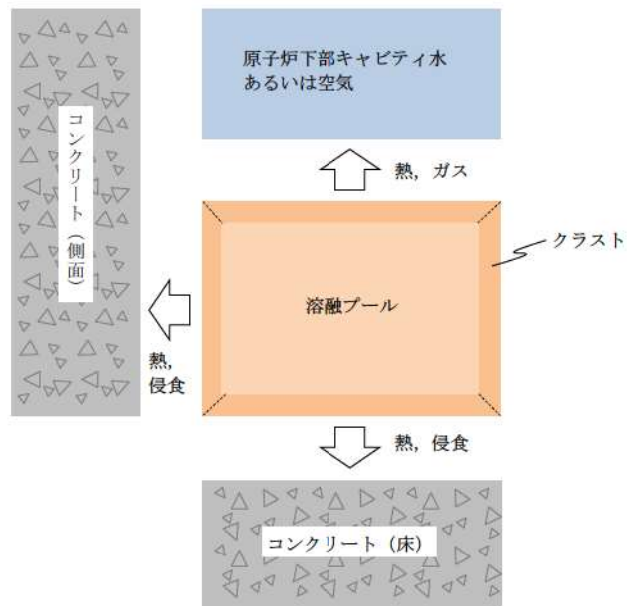 原子炉下部キャビティ水
あるいは空気
熱，ガス
コンクリート（側面）
クラスト
溶融プール
熱，
侵食
熱，侵食
コンクリート（床）